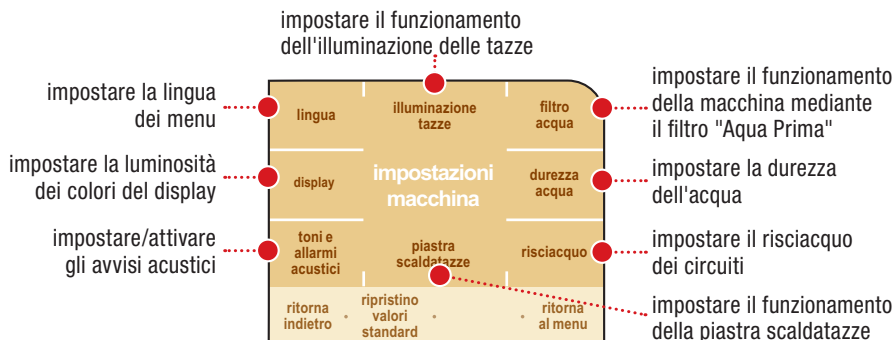 impostare il funzionamento
dell'illuminazione delle tazze
impostare la lingua
dei menu
lingua
illuminazione
tazze
filtro
acqua
impostare il funzionamento
della macchina mediante
il filtro "Aqua Prima"
impostare la luminosità
dei colori del display
display
impostazioni
macchina
durezza
acqua
impostare la durezza
dell'acqua
impostare/attivare
gli avvisi acustici
toni e
allarmi
acustici
piastra
scaldatazze
risciacquo
impostare il risciacquo
dei circuiti
ritorna
indietro
ripristino
valori
standard
ritorna
al menu
impostare il funzionamento
della piastra scaldatazze